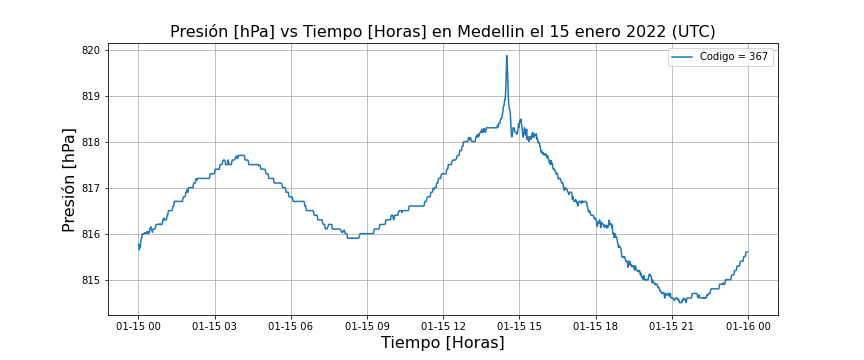 Presión [hPa] vs Tiempo [Horas] en Medellin el 15 enero 2022 (UTC)
Codigo = 367
Presión [hPa]
820
819
818
817
816
815
01-15 00 01-15 03 01-15 06 01-15 09 01-15 12 01-15 15 01-15 18 01-15 21 01-16 00
Tiempo [Horas]